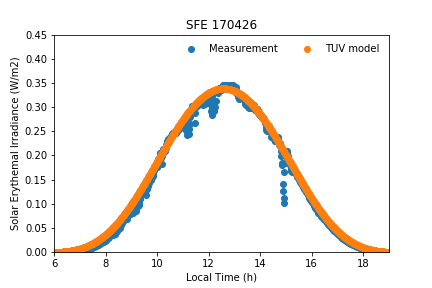 SFE 170426
Measurement TUV model
Solar Erythemal Irradiance (W/m2)
0.45
0.40
0.35
0.30
0.25
0.20
0.15
0.10
0.05
0.00
6 8 10 12 14 16 18
Local Time (h)